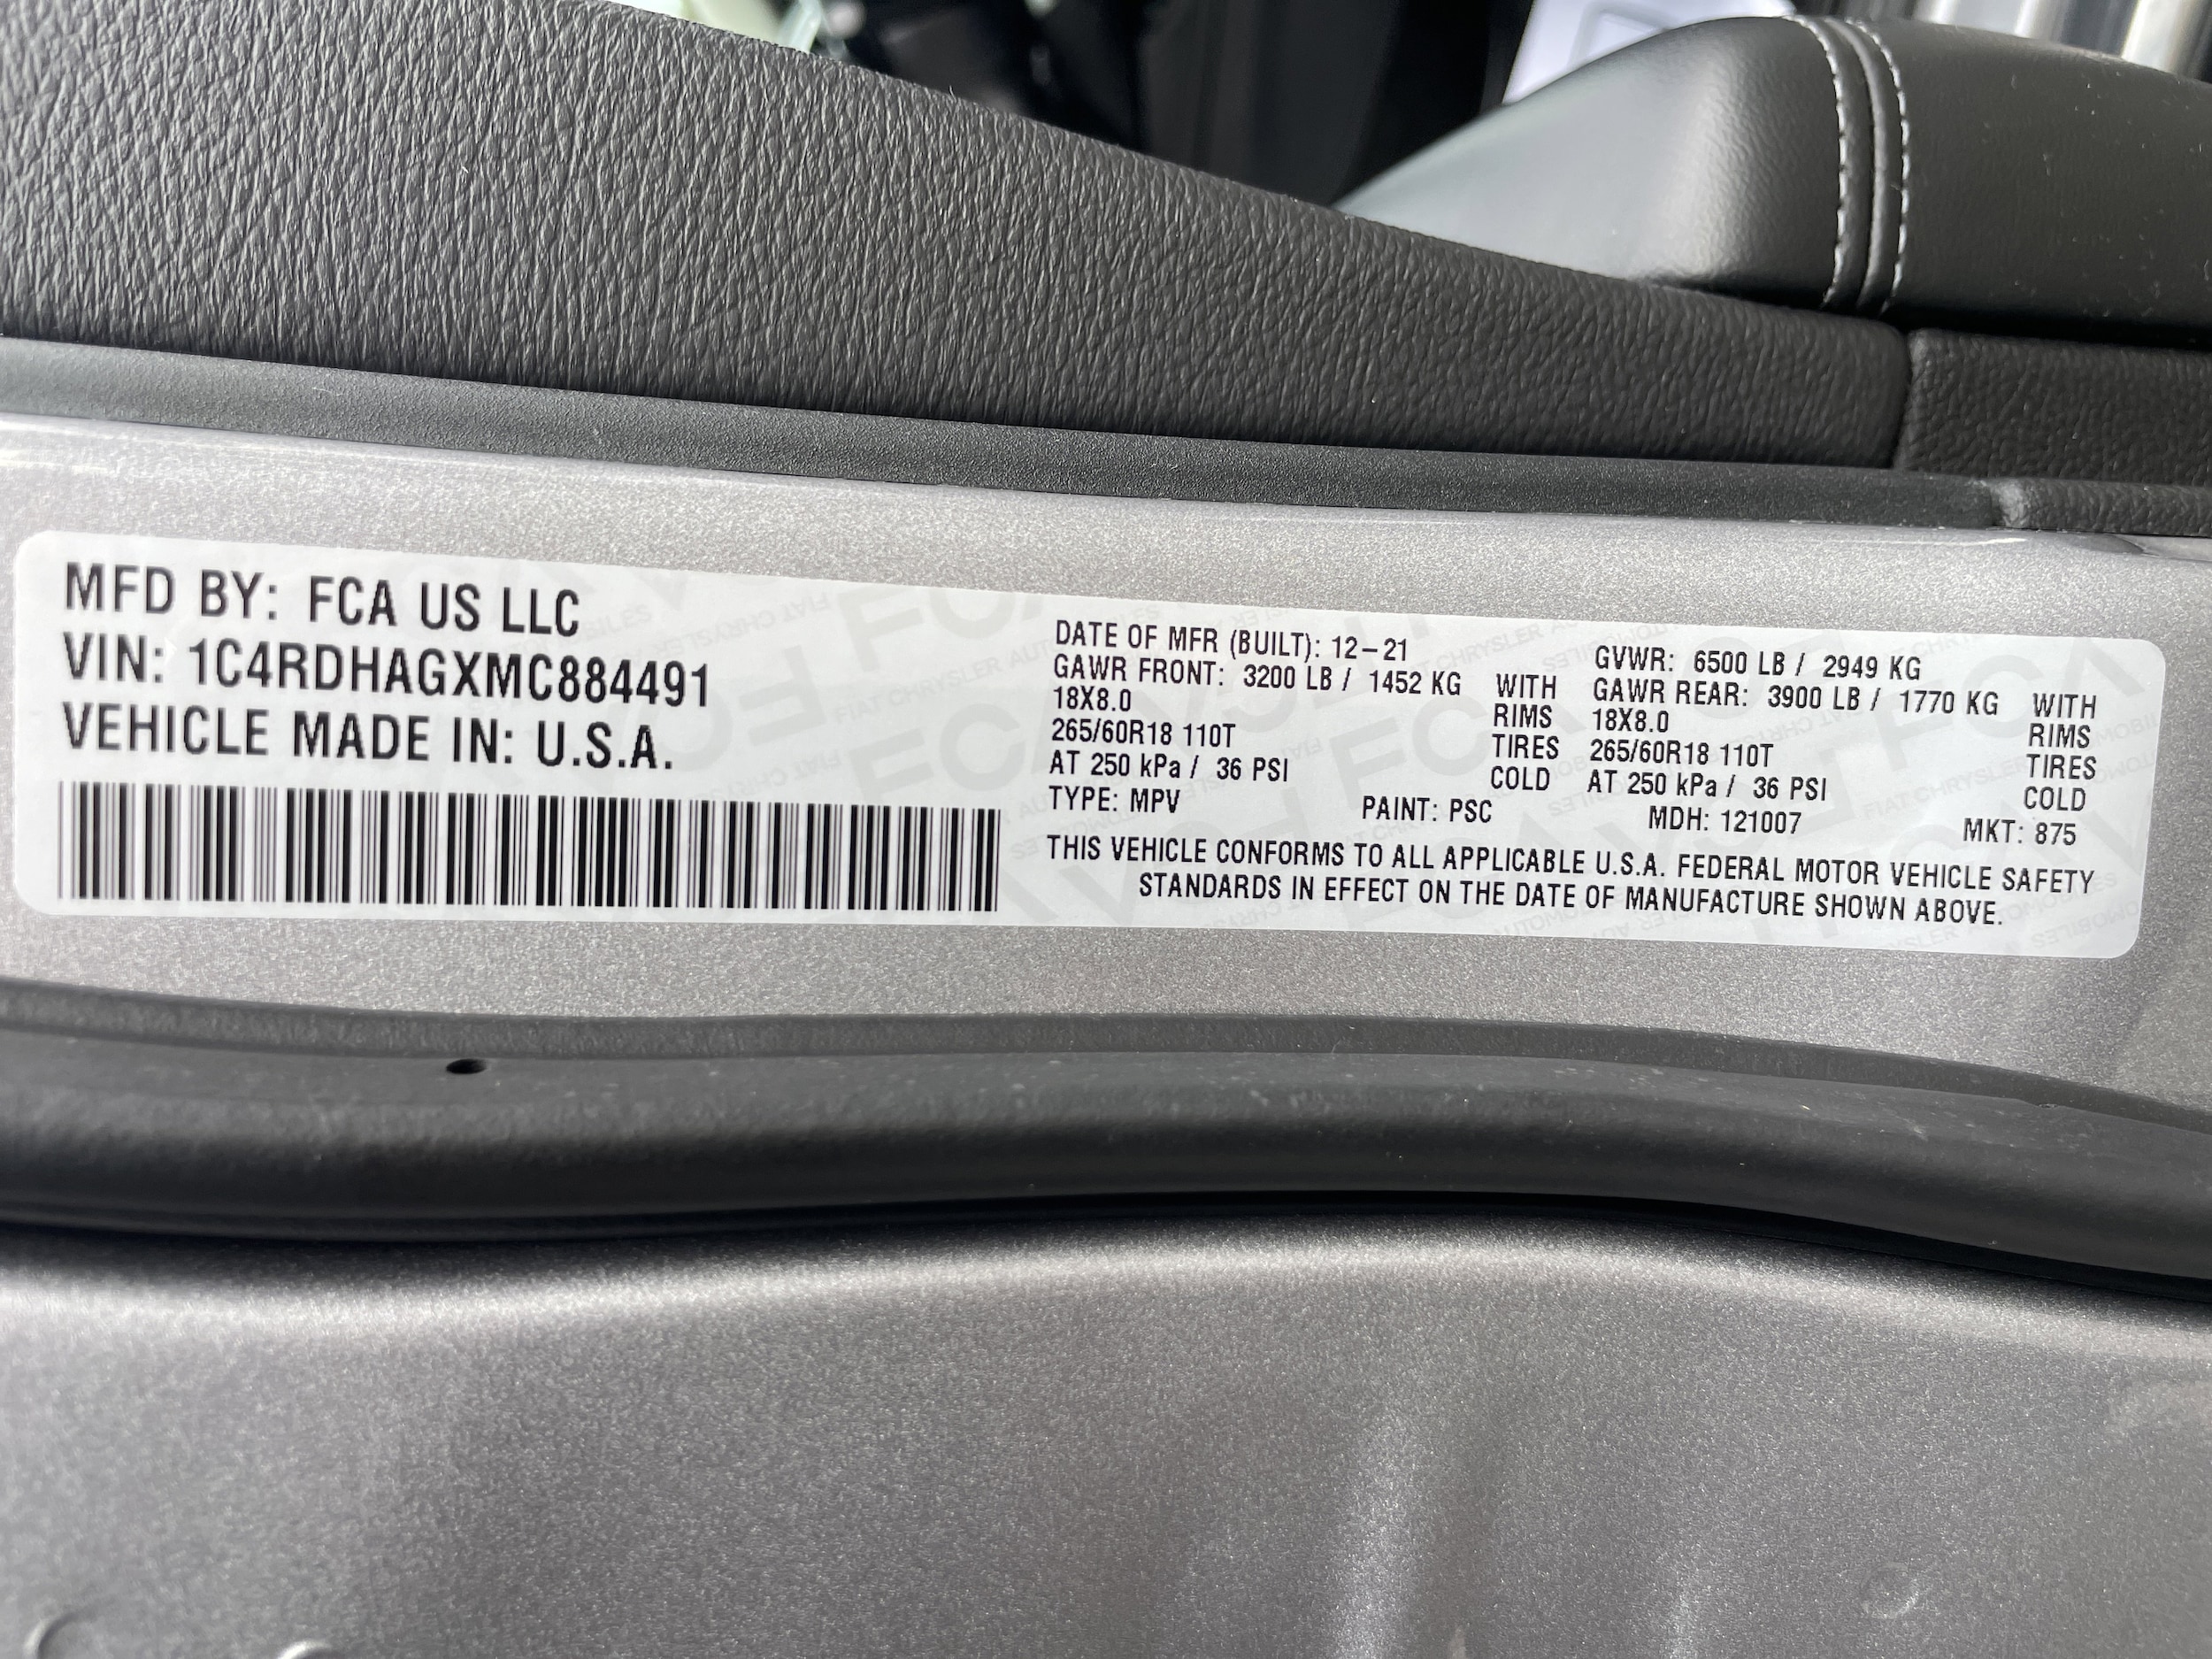 MFD BY: FCA US LLC
VIN: 1C4RDHAGXMC884491
VEHICLE MADE IN: U.S.A.
DATE OF MFR (BUILT): 12-21
GAWR FRONT: 3200 LB / 1452 KG WITH
18X8.0 RIMS
265/60R18 110T TIRES
AT 250 kPa / 36 PSI COLD
GVWR: 6500 LB / 2949 KG
GAWR REAR: 3900 LB / 1770 KG WITH
18X8.0 RIMS
265/60R18 110T TIRES
AT 250 kPa / 36 PSI COLD
TYPE: MPV PAINT: PSC MDH: 121007 MKT: 875
THIS VEHICLE CONFORMS TO ALL APPLICABLE U.S.A. FEDERAL MOTOR VEHICLE SAFETY
STANDARDS IN EFFECT ON THE DATE OF MANUFACTURE SHOWN ABOVE.